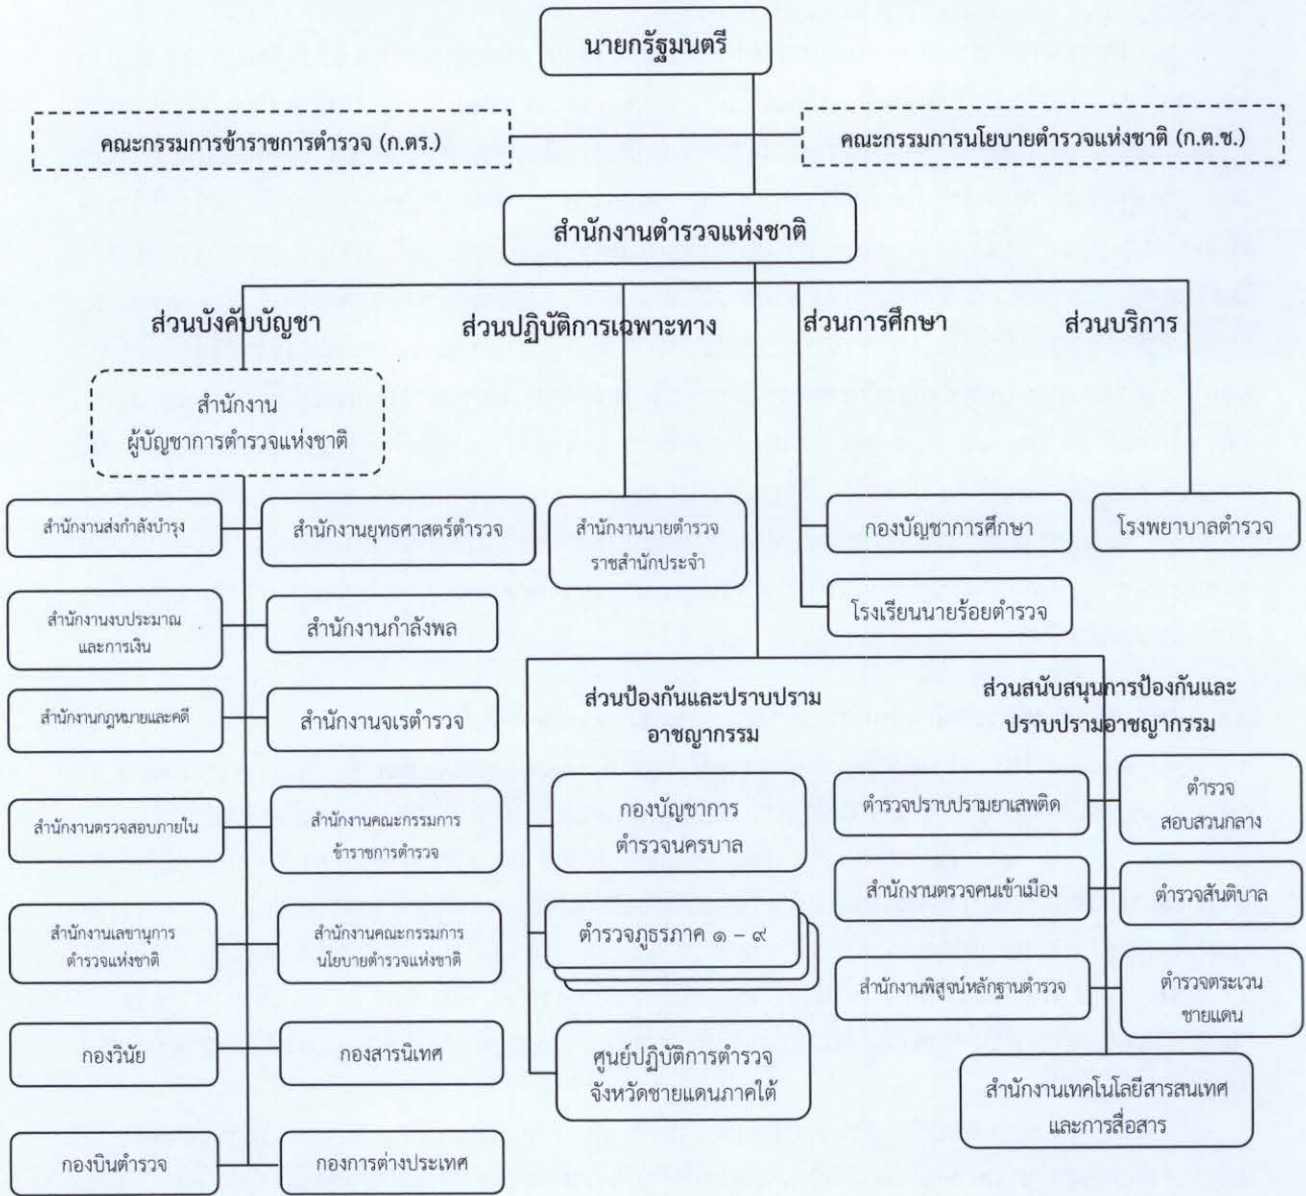 นายกรัฐมนตรี
คณะกรรมการข้าราชการตำรวจ (ก.ตร.)
คณะกรรมการนโยบายตำรวจแห่งชาติ (ก.ต.ช.)
สำนักงานตำรวจแห่งชาติ
ส่วนบังคับบัญชา
ส่วนปฏิบัติการเฉพาะทาง
ส่วนการศึกษา
ส่วนบริการ
สำนักงาน
ผู้บัญชาการตำรวจแห่งชาติ
สำนักงานส่งกำลังบำรุง
สำนักงานยุทธศาสตร์ตำรวจ
สำนักงานนายตำรวจ
ราชสำนักประจำ
กองบัญชาการศึกษา
โรงพยาบาลตำรวจ
สำนักงานงบประมาณ
และการเงิน
สำนักงานกำลังพล
โรงเรียนนายร้อยตำรวจ
สำนักงานกฎหมายและคดี
สำนักงานจเรตำรวจ
ส่วนป้องกันและปราบปราม
อาชญากรรม
ส่วนสนับสนุนการป้องกันและ
ปราบปรามอาชญากรรม
สำนักงานตรวจสอบภายใน
สำนักงานคณะกรรมการ
ข้าราชการตำรวจ
กองบัญชาการ
ตำรวจนครบาล
ตำรวจปราบปรามยาเสพติด
ตำรวจ
สอบสวนกลาง
สำนักงานตรวจคนเข้าเมือง
ตำรวจสันติบาล
สำนักงานเลขานุการ
ตำรวจแห่งชาติ
สำนักงานคณะกรรมการ
นโยบายตำรวจแห่งชาติ
ตำรวจภูธรภาค ๑ – ๙
สำนักงานพิสูจน์หลักฐานตำรวจ
ตำรวจตระเวน
ชายแดน
กองวินัย
กองสารนิเทศ
ศูนย์ปฏิบัติการตำรวจ
จังหวัดชายแดนภาคใต้
สำนักงานเทคโนโลยีสารสนเทศ
และการสื่อสาร
กองบินตำรวจ
กองการต่างประเทศ